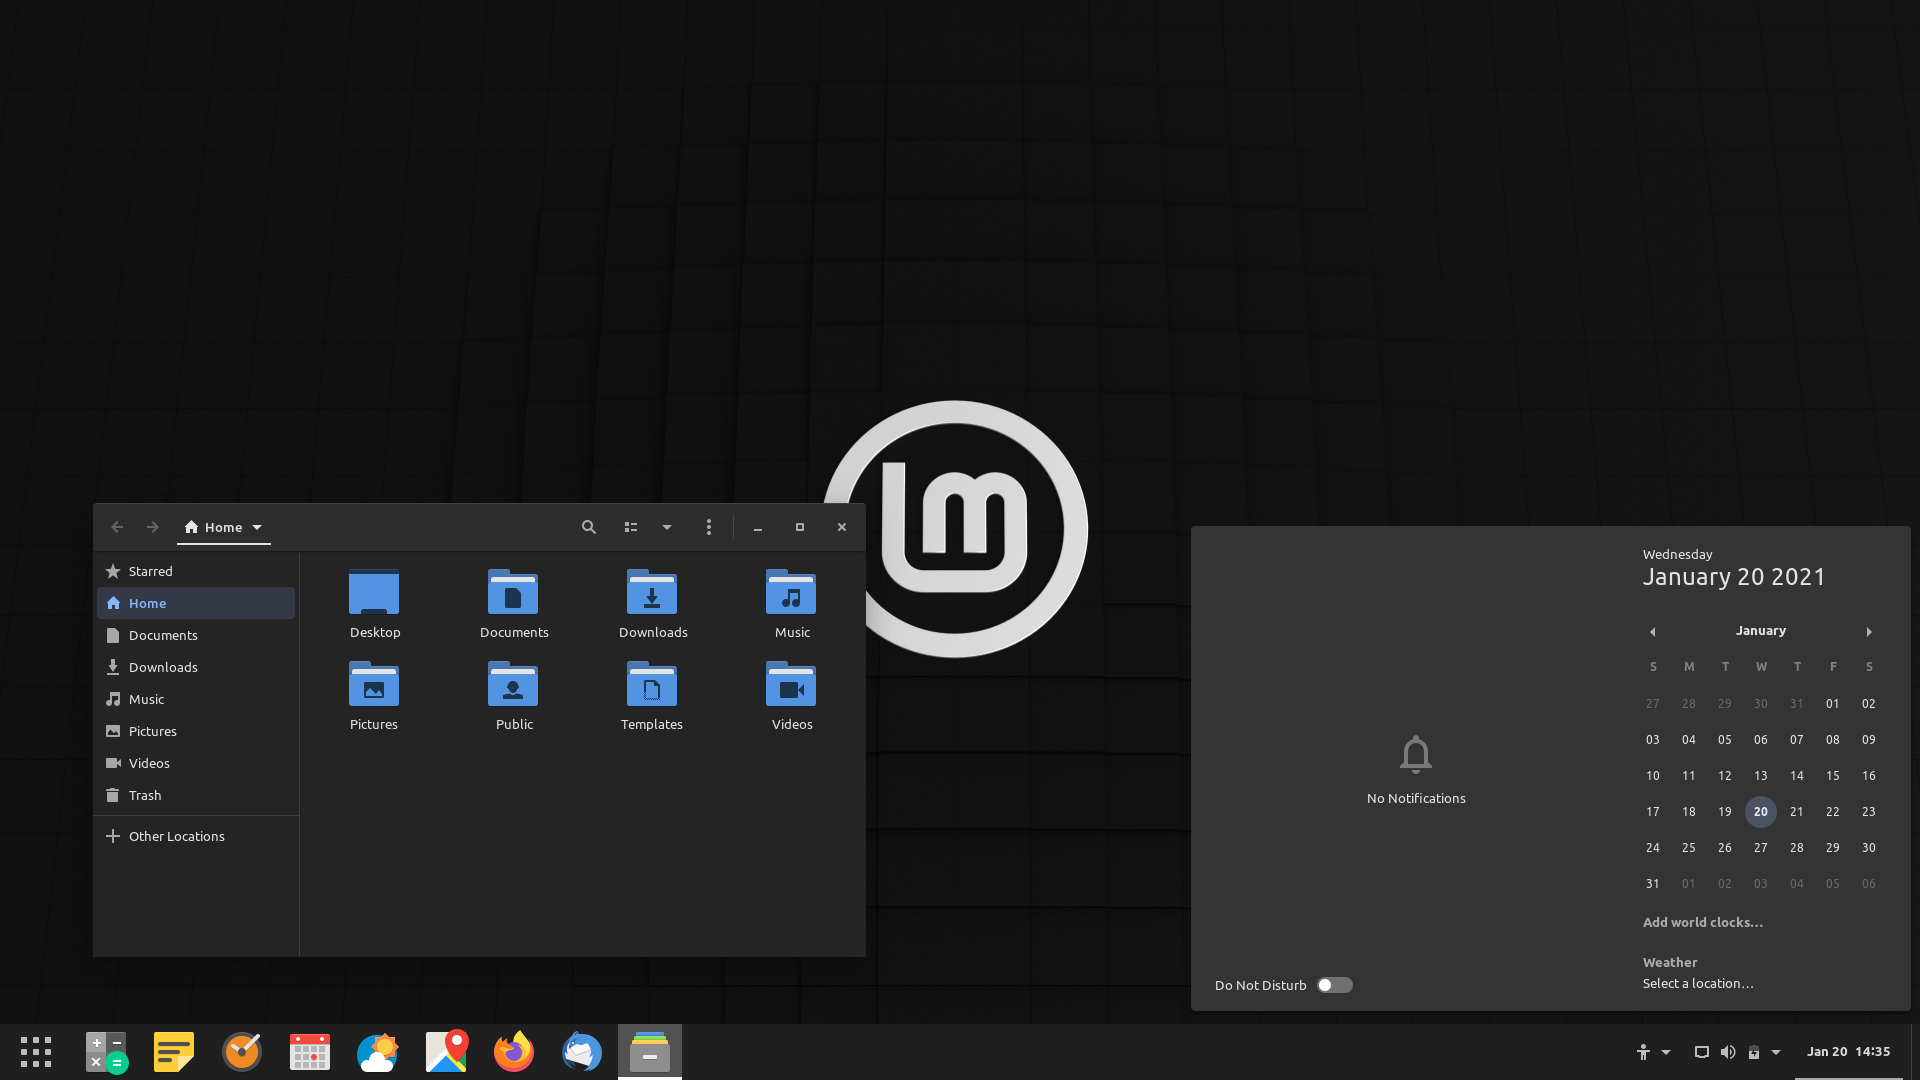 lm
Home
Starred
Home
Documents
Downloads
Music
Pictures
Videos
Trash
Other Locations
Desktop Documents Downloads Music
Pictures Public Templates Videos
Wednesday
January 20 2021
January
S M T W T F S
27 28 29 30 31 01 02
03 04 05 06 07 08 09
10 11 12 13 14 15 16
17 18 19 20 21 22 23
24 25 26 27 28 29 30
31 01 02 03 04 05 06
Add world clocks…
Weather
Select a location…
No Notifications
Do Not Disturb
Jan 20 14:35